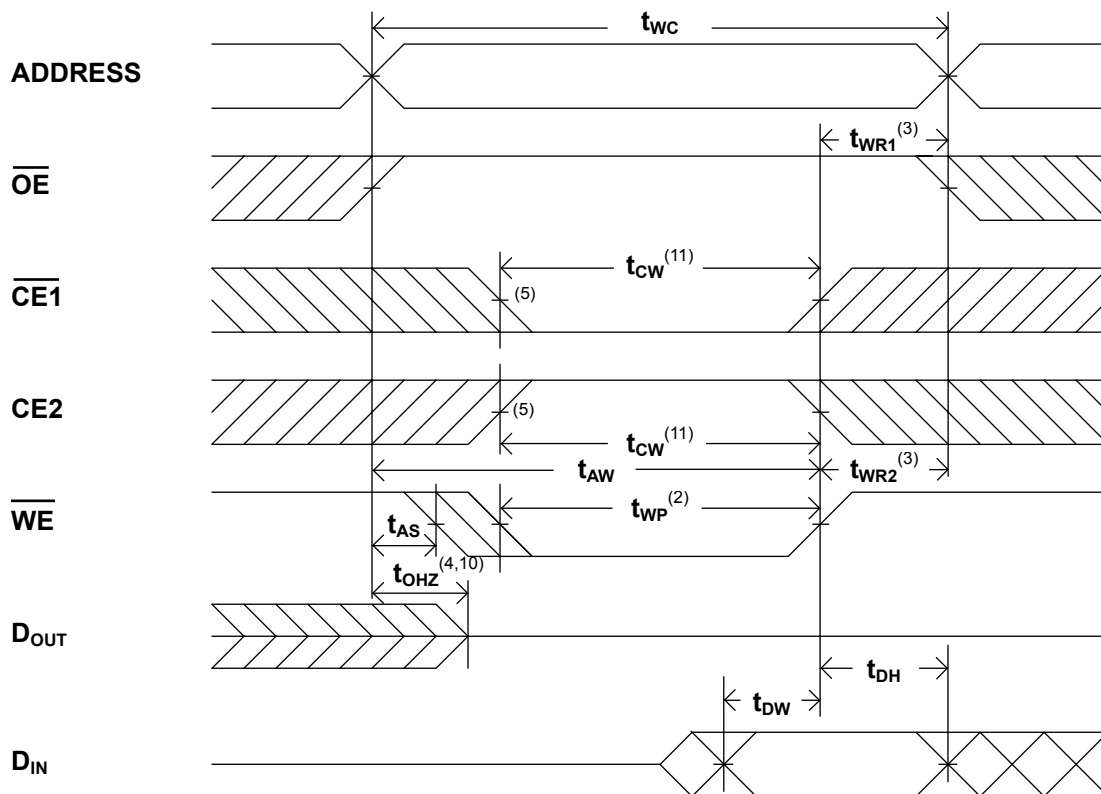 tWC
ADDRESS
tWR1(3)
OE
tCW(11)
CE1
(5)
CE2
(5)
tCW(11)
tAW
tWR2(3)
WE
tWP(2)
tAS
tOHZ(4,10)
DOUT
tDH
tDW
DIN